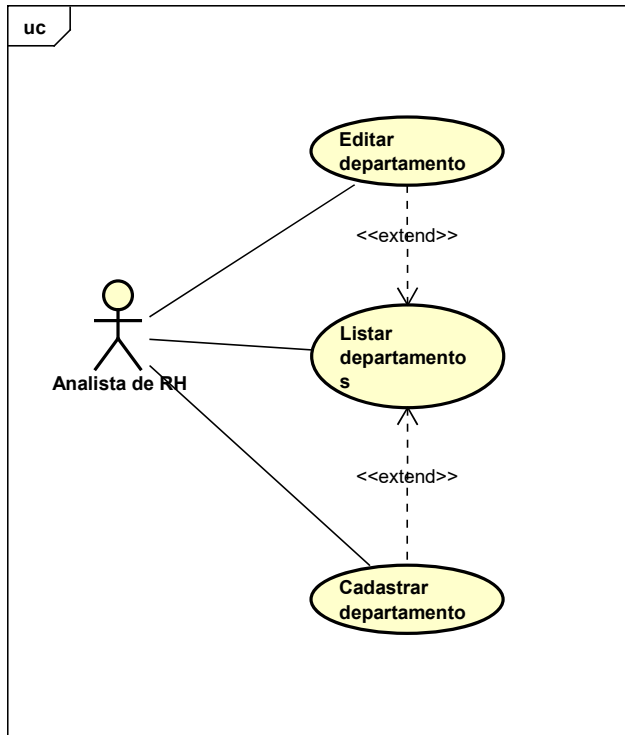 uc
Editar
departamento
<<extend>>
Listar
departamento
s
Analista de RH
<<extend>>
Cadastrar
departamento